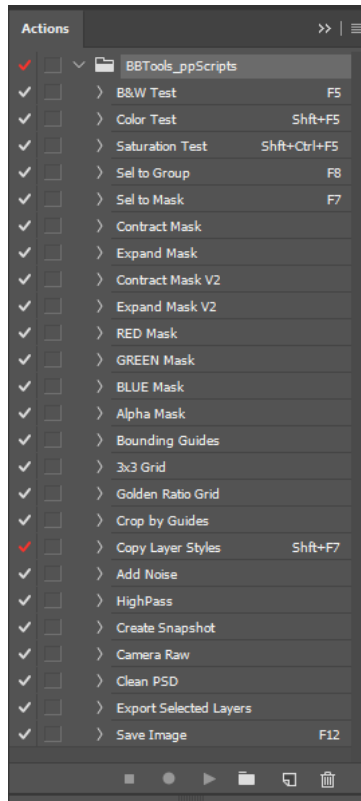 Actions
BBTools_ppScripts
B&W Test F5
Color Test Shft+F5
Saturation Test Shft+Ctrl+F5
Sel to Group F8
Sel to Mask F7
Contract Mask
Expand Mask
Contract Mask V2
Expand Mask V2
RED Mask
GREEN Mask
BLUE Mask
Alpha Mask
Bounding Guides
3x3 Grid
Golden Ratio Grid
Crop by Guides
Copy Layer Styles Shft+F7
Add Noise
HighPass
Create Snapshot
Camera Raw
Clean PSD
Export Selected Layers
Save Image F12